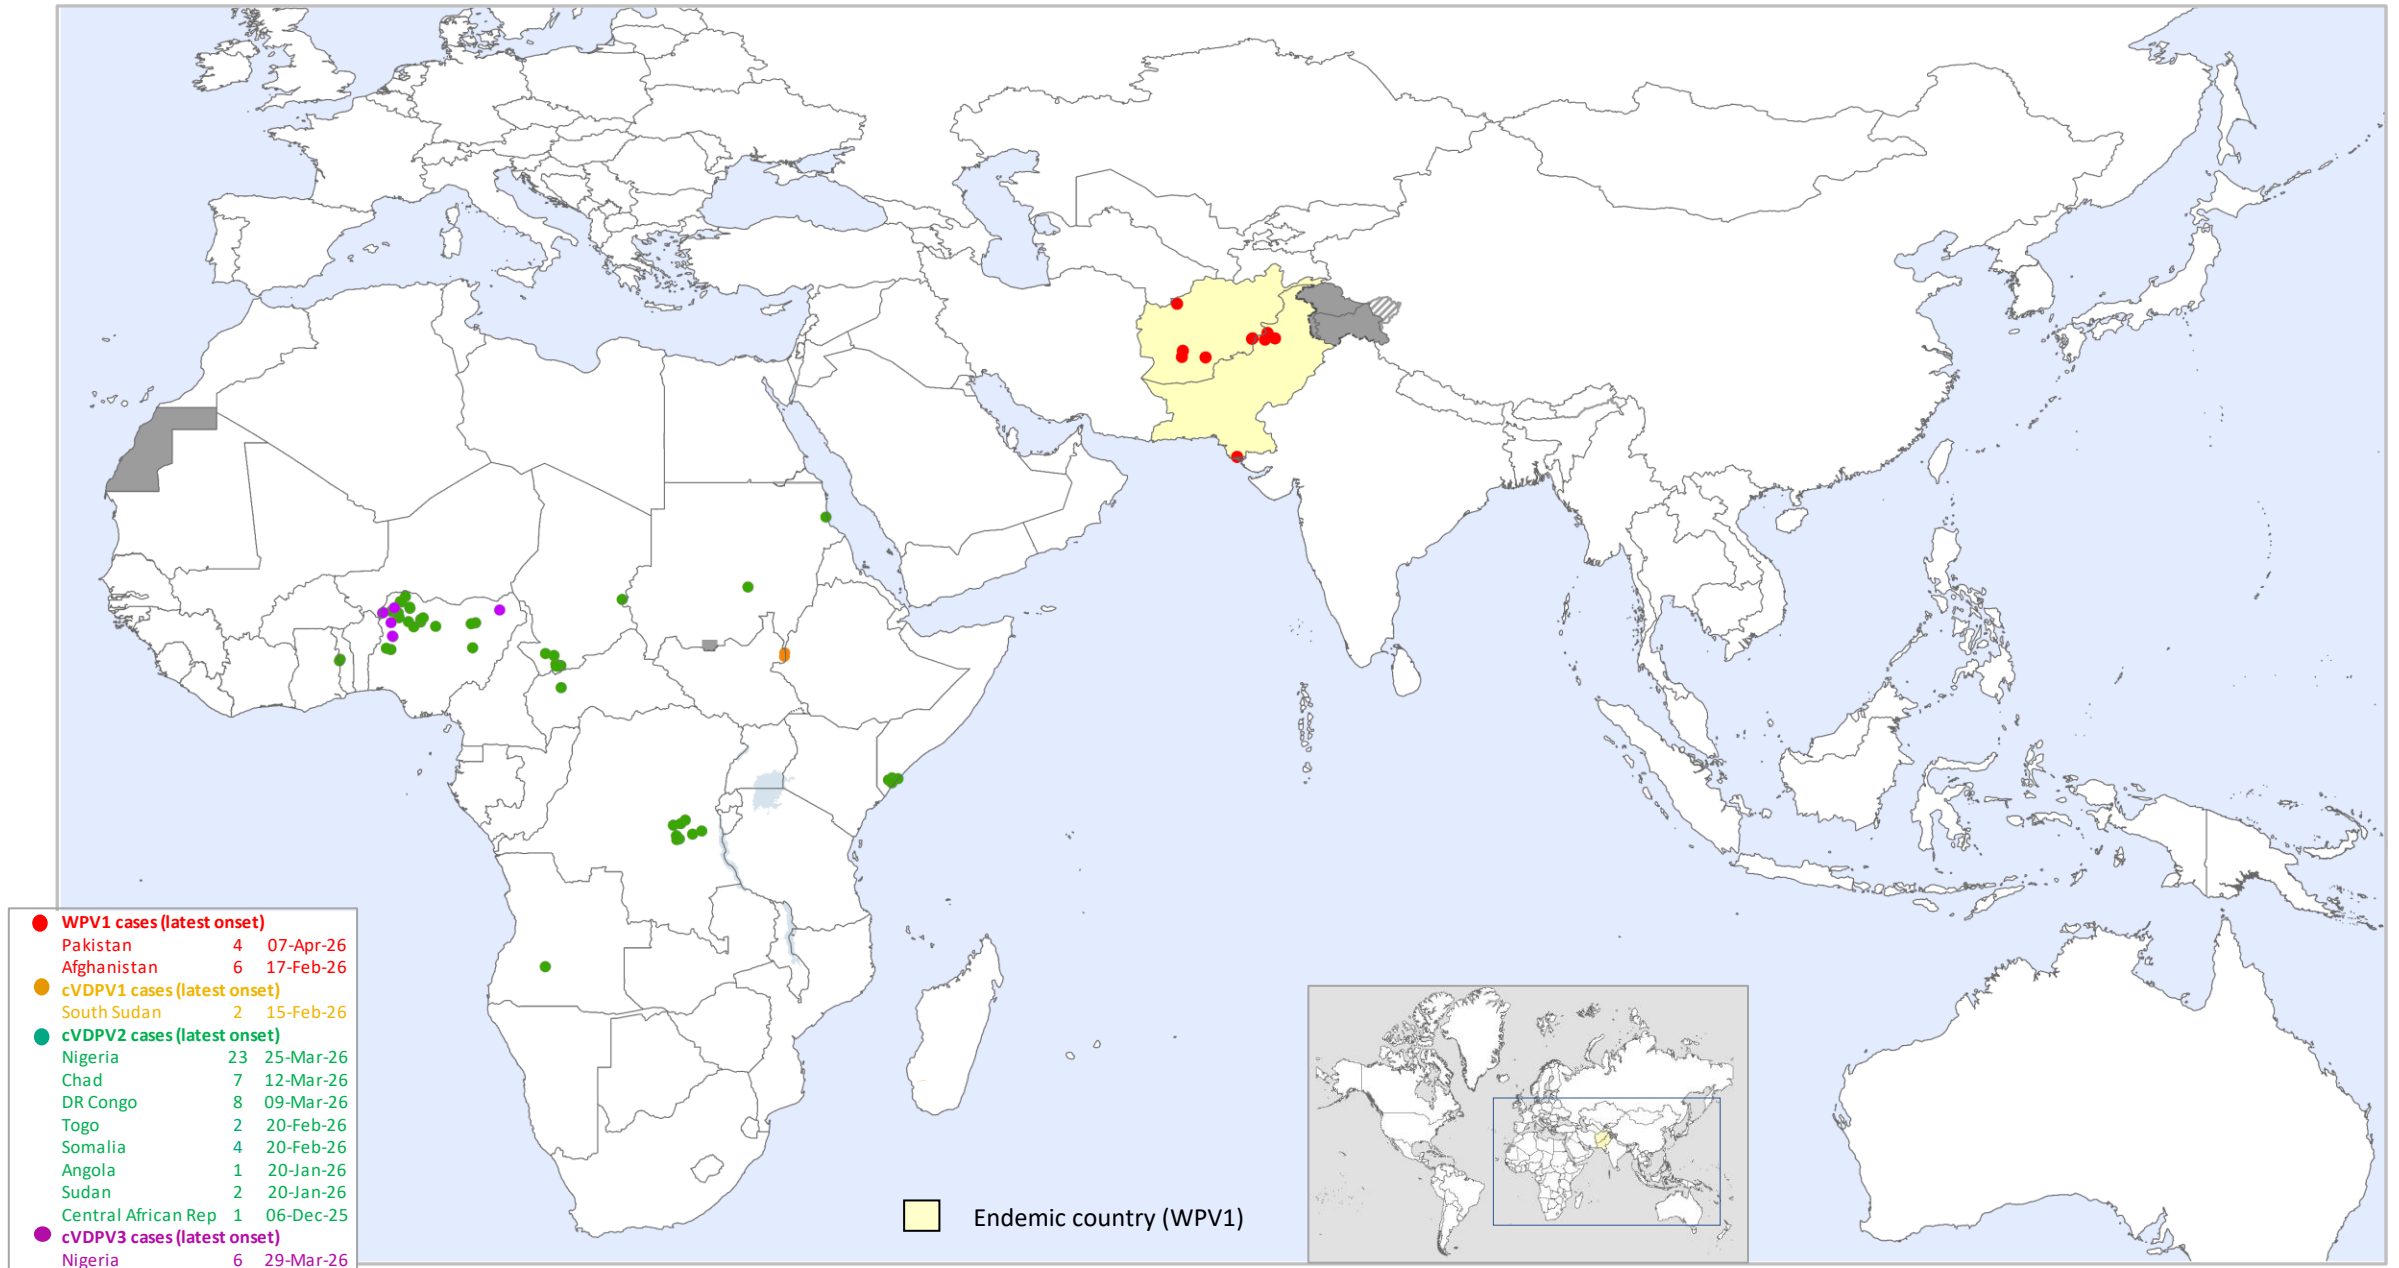 WPV1 cases (latest onset)
Pakistan 4 07-Apr-26
Afghanistan 6 17-Feb-26
cVDPV1 cases (latest onset)
South Sudan 2 15-Feb-26
cVDPV2 cases (latest onset)
Nigeria 23 25-Mar-26
Chad 7 12-Mar-26
DR Congo 8 09-Mar-26
Togo 2 20-Feb-26
Somalia 4 20-Feb-26
Angola 1 20-Jan-26
Sudan 2 20-Jan-26
Central African Rep 1 06-Dec-25
cVDPV3 cases (latest onset)
Nigeria 6 29-Mar-26
Endemic country (WPV1)